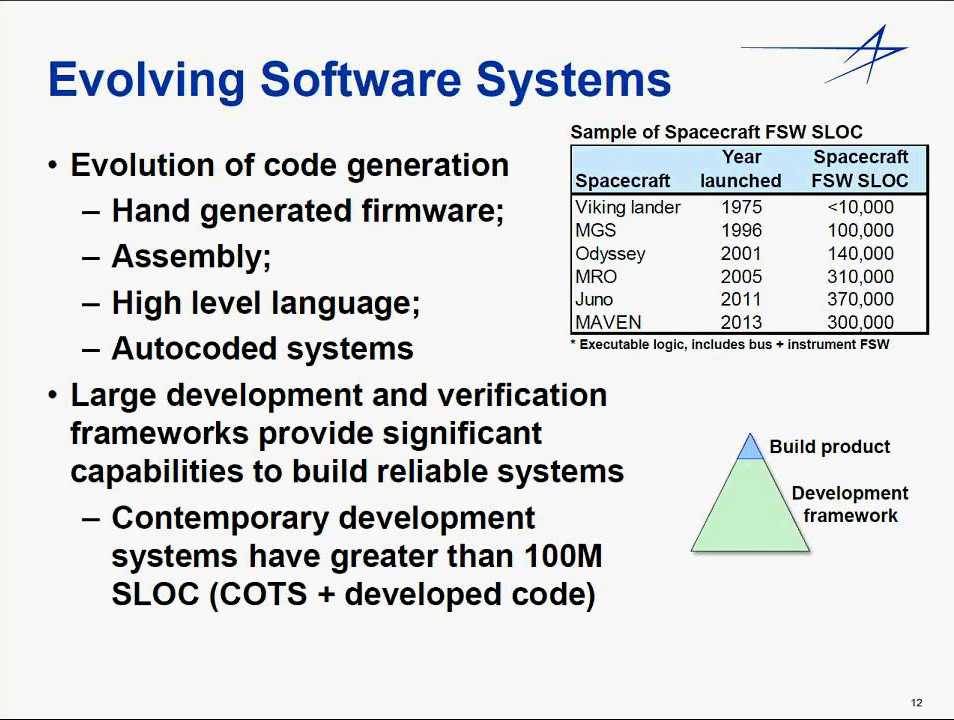 Evolving Software Systems
• Evolution of code generation
– Hand generated firmware;
– Assembly;
– High level language;
– Autocoded systems
• Large development and verification
frameworks provide significant
capabilities to build reliable systems
– Contemporary development
systems have greater than 100M
SLOC (COTS + developed code)
Sample of Spacecraft FSW SLOC
Spacecraft Year launched Spacecraft FSW SLOC
Viking lander 1975 <10,000
MGS 1996 100,000
Odyssey 2001 140,000
MRO 2005 310,000
Juno 2011 370,000
MAVEN 2013 300,000
* Executable logic, includes bus + instrument FSW
Build product
Development
framework
12